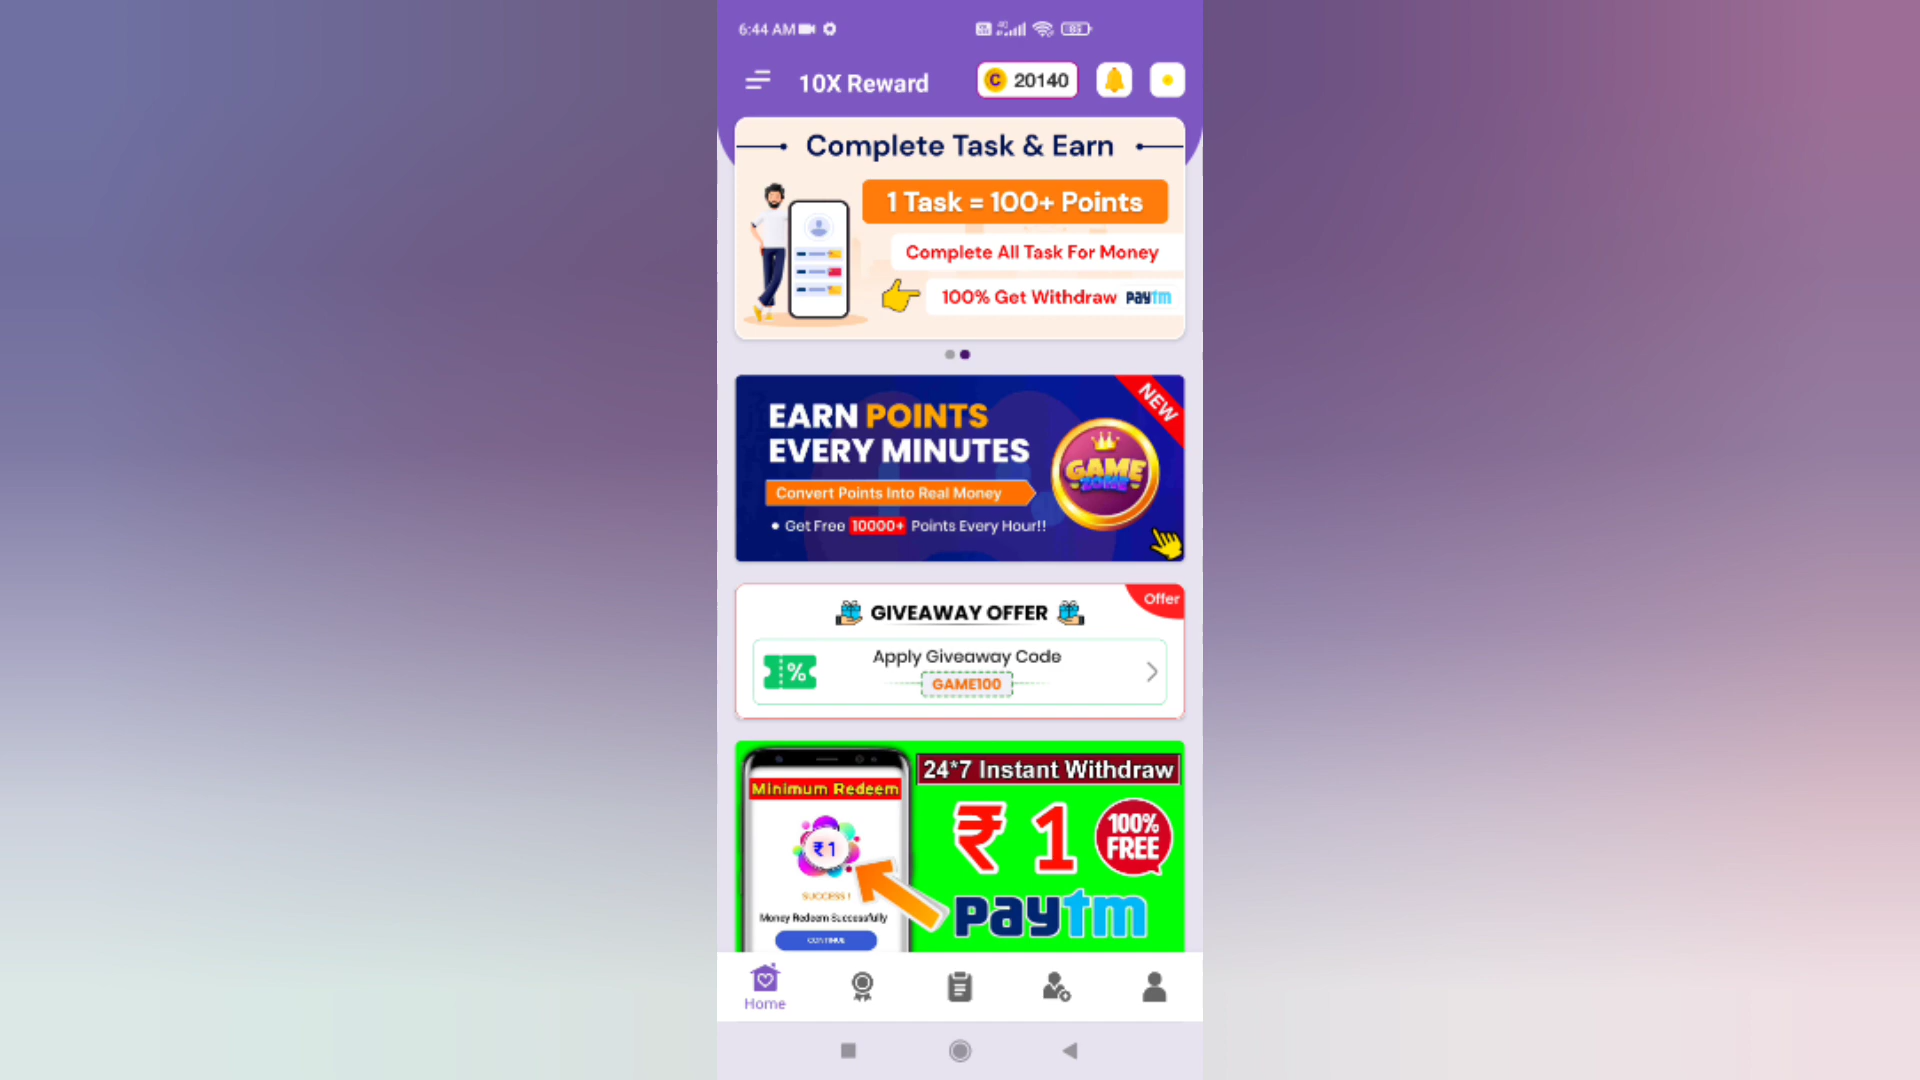 6:44 AM
10X Reward
C 20140
Complete Task & Earn
1 Task = 100+ Points
Complete All Task For Money
100% Get Withdraw paytm
NEW
EARN POINTS
EVERY MINUTES
GAME
ZONE
Convert Points Into Real Money
• Get Free 10000+ Points Every Hour!!
Offer
GIVEAWAY OFFER
%
Apply Giveaway Code
GAME100
24*7 Instant Withdraw
Minimum Redeem
₹ 1
100%
FREE
₹ 1
SUCCESS !
paytm
Money Redeem Successfully
CONTINUE
Home